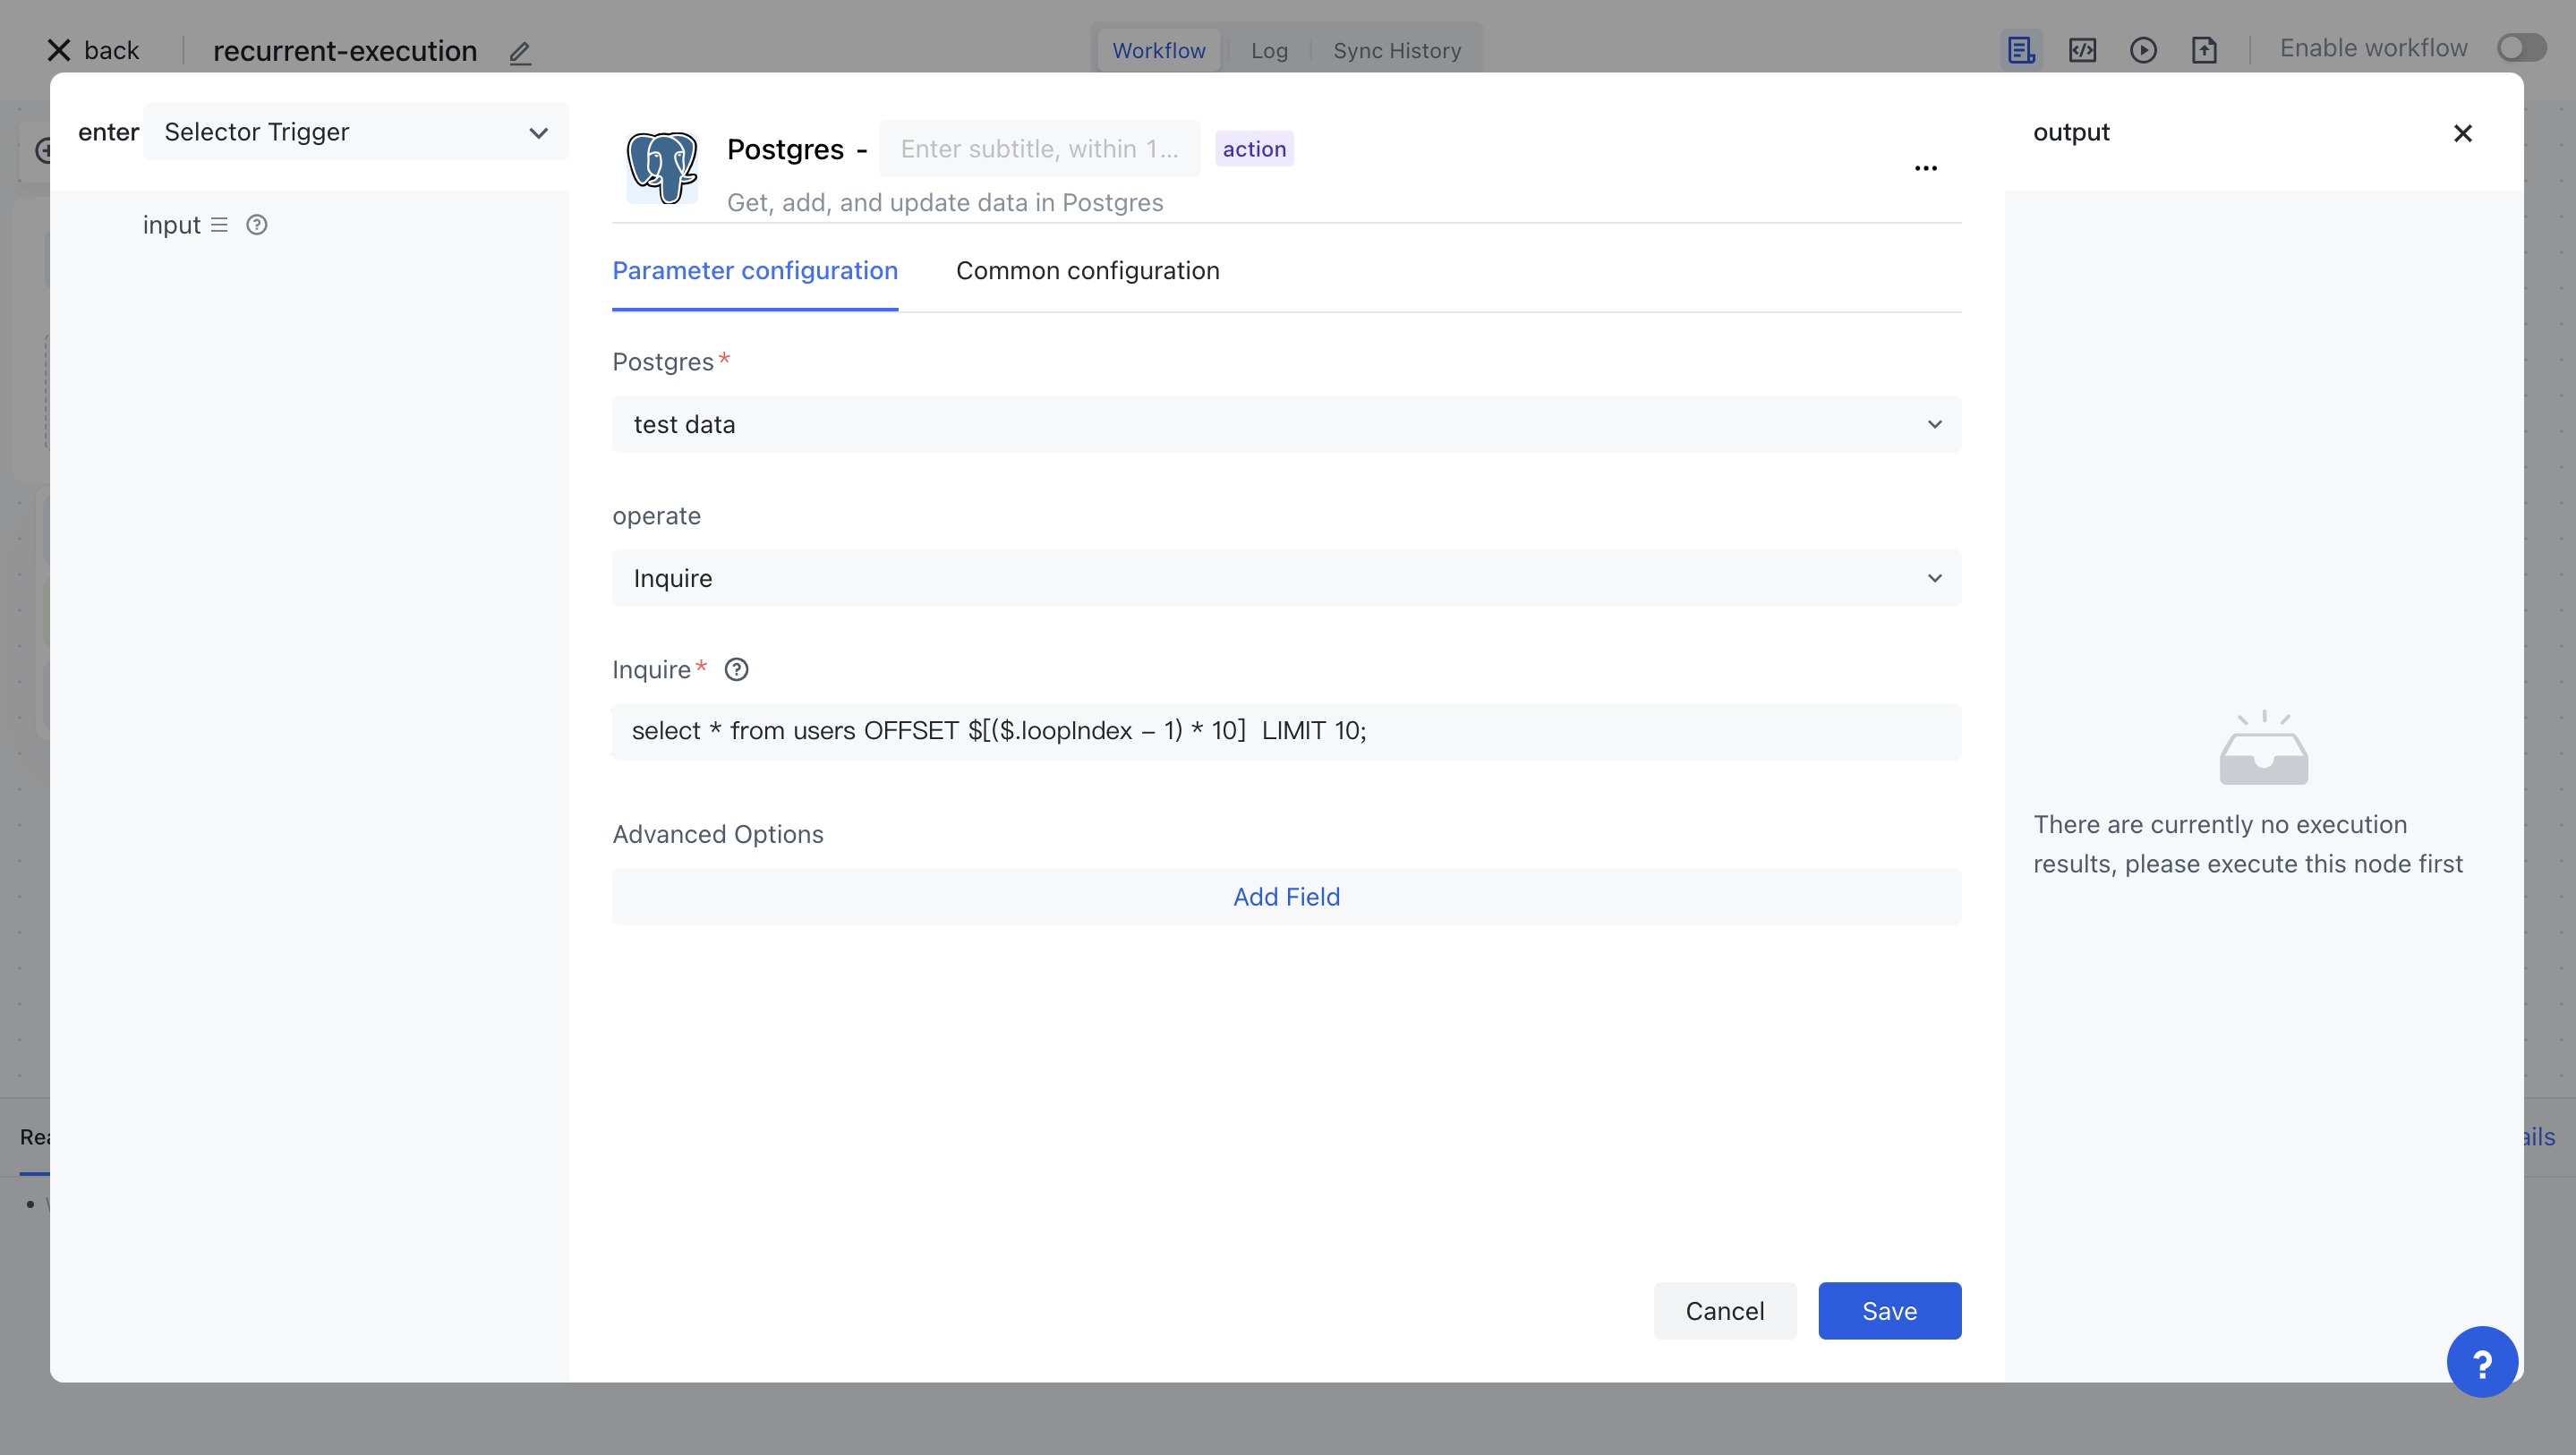 back
recurrent-execution
Workflow
Log
Sync History
Enable workflow
enter
Selector Trigger
input
Postgres -
Enter subtitle, within 1...
action
Get, add, and update data in Postgres
Parameter configuration
Common configuration
Postgres*
test data
operate
Inquire
Inquire*
select * from users OFFSET $[($.loopIndex – 1) * 10]  LIMIT 10;
Advanced Options
Add Field
Cancel
Save
output
There are currently no execution
results, please execute this node first
?